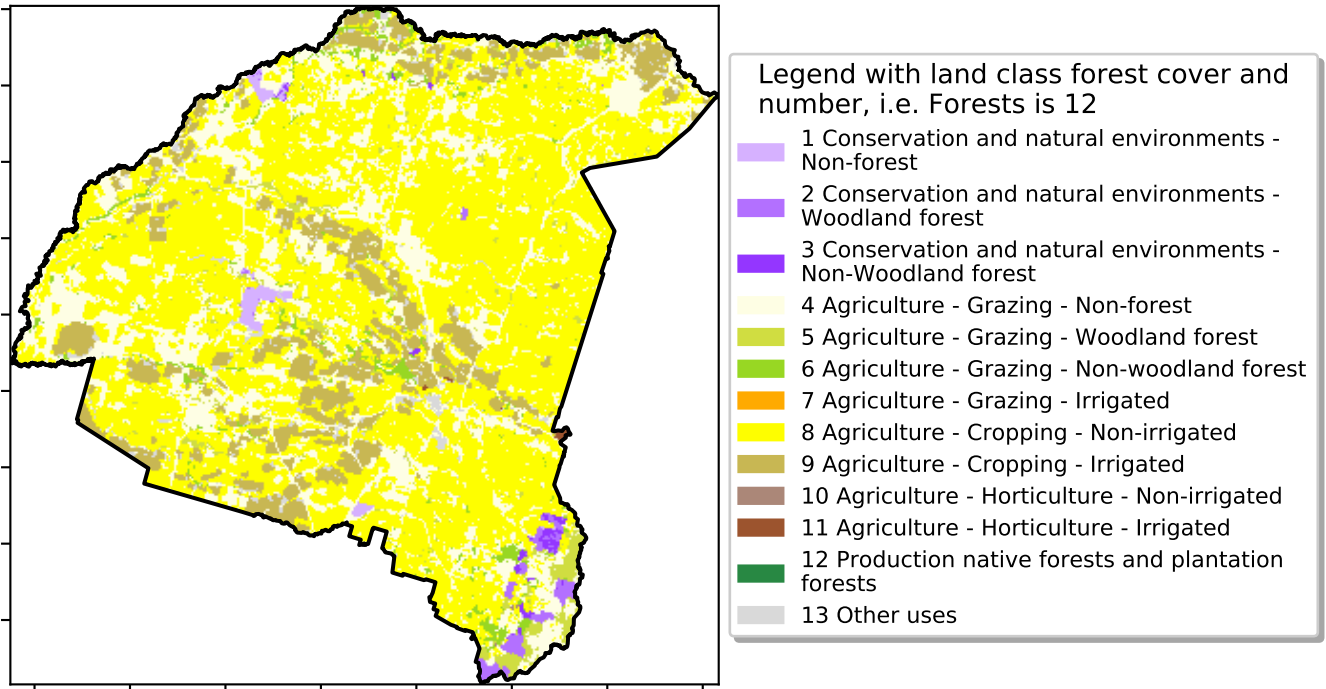 Legend with land class forest cover and
number, i.e. Forests is 12
1 Conservation and natural environments -
Non-forest
2 Conservation and natural environments -
Woodland forest
3 Conservation and natural environments -
Non-Woodland forest
4 Agriculture - Grazing - Non-forest
5 Agriculture - Grazing - Woodland forest
6 Agriculture - Grazing - Non-woodland forest
7 Agriculture - Grazing - Irrigated
8 Agriculture - Cropping - Non-irrigated
9 Agriculture - Cropping - Irrigated
10 Agriculture - Horticulture - Non-irrigated
11 Agriculture - Horticulture - Irrigated
12 Production native forests and plantation
forests
13 Other uses